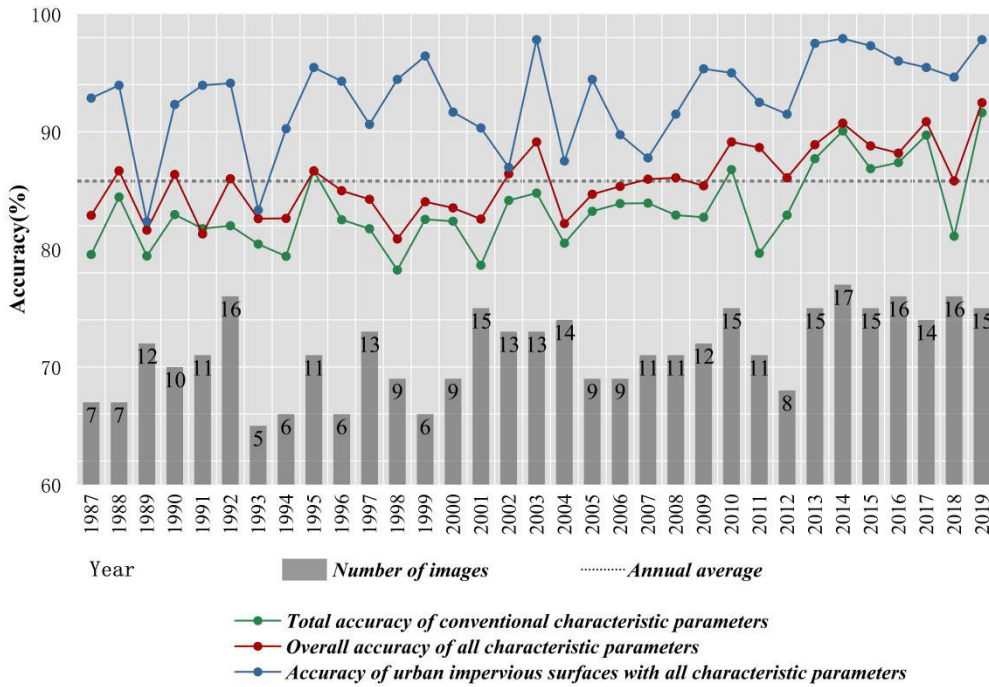 100
90
80
70
60
Accuracy(%)
7 7 12 10 11 16 5 6 11 6 13 9 6 9 15 13 13 14 9 9 11 11 12 15 11 8 15 17 15 16 14 16 15
1987 1988 1989 1990 1991 1992 1993 1994 1995 1996 1997 1998 1999 2000 2001 2002 2003 2004 2005 2006 2007 2008 2009 2010 2011 2012 2013 2014 2015 2016 2017 2018 2019
Year Number of images Annual average
Total accuracy of conventional characteristic parameters
Overall accuracy of all characteristic parameters
Accuracy of urban impervious surfaces with all characteristic parameters